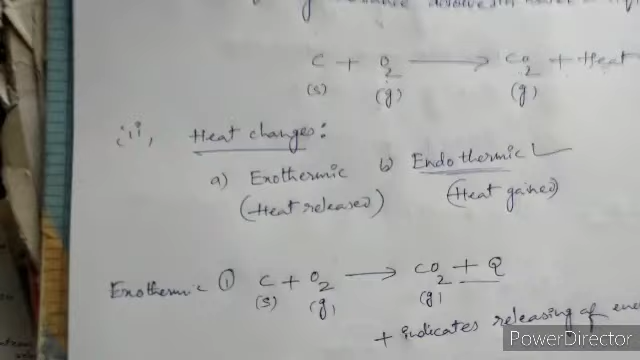 C + O2 → CO2 + Heat
(s) (g) (g)
iii, Heat changes:
a) Exothermic b) Endothermic
(Heat released) (Heat gained)
Exothermic ① C + O2 → CO2 + Q
(s) (g) (g)
+ indicates releasing of
PowerDirector